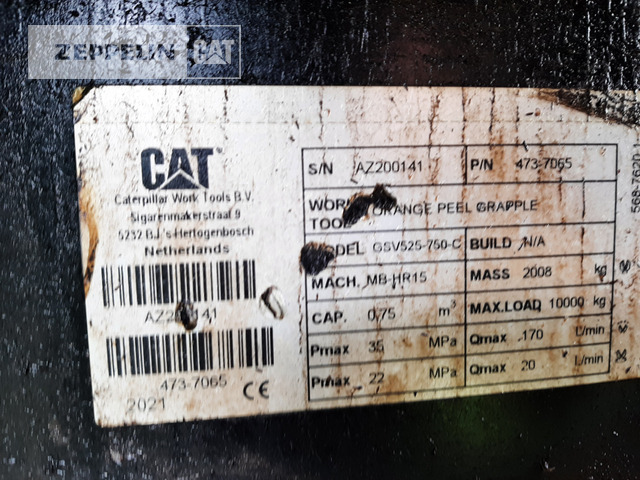 ZEPPELIN CAT
CAT
Caterpillar Work Tools B.V.
Sigarenmakerstraat 9
5232 BJ 's-Hertogenbosch
Netherlands
AZ200141
473-7065
2021 CE
S/N AZ200141 P/N 473-7065
WORK TOOL ORANGE PEEL GRAPPLE
MODEL GSV525-750-C BUILD N/A
MACH. MB-HR15 MASS 2008 kg
CAP. 0,75 m³ MAX.LOAD 10000 kg
Pmax 35 MPa Qmax 170 L/min
Pmax 22 MPa Qmax 20 L/min